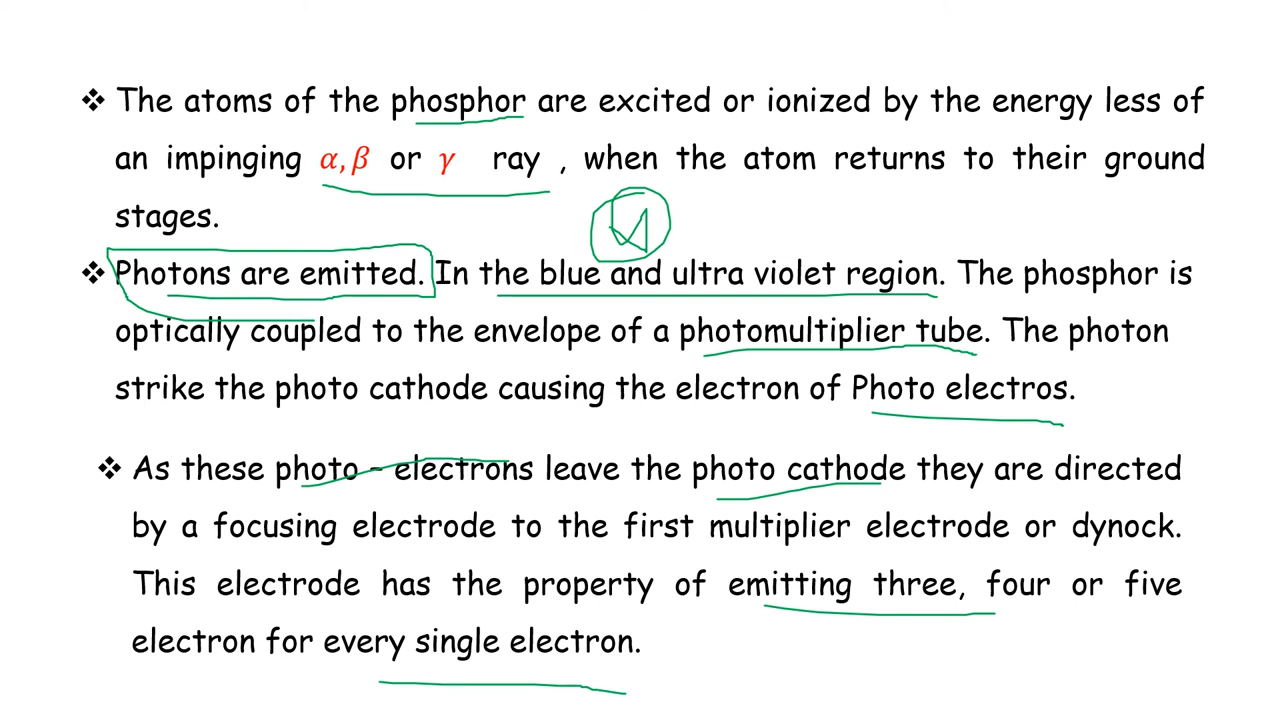 ❖ The atoms of the phosphor are excited or ionized by the energy less of
an impinging α, β or γ ray , when the atom returns to their ground
stages.
❖ Photons are emitted. In the blue and ultra violet region. The phosphor is
optically coupled to the envelope of a photomultiplier tube. The photon
strike the photo cathode causing the electron of Photo electros.
❖ As these photo - electrons leave the photo cathode they are directed
by a focusing electrode to the first multiplier electrode or dynock.
This electrode has the property of emitting three, four or five
electron for every single electron.